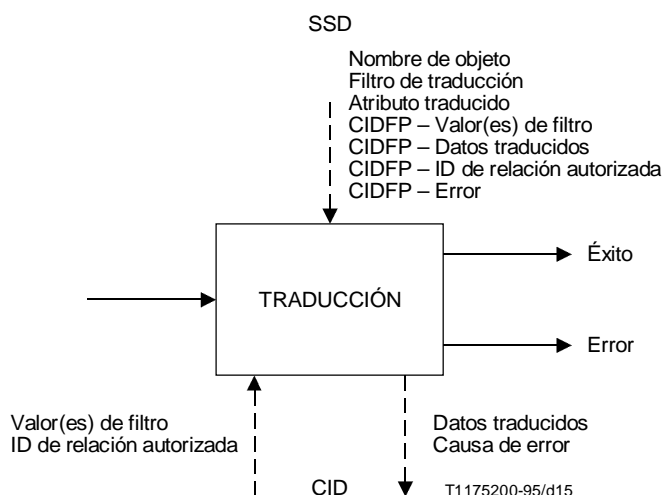 SSD
Nombre de objeto
Filtro de traducción
Atributo traducido
CIDFP – Valor(es) de filtro
CIDFP – Datos traducidos
CIDFP – ID de relación autorizada
CIDFP – Error
Éxito
TRADUCCIÓN
Error
Valor(es) de filtro
ID de relación autorizada
Datos traducidos
Causa de error
CID
T1175200-95/d15